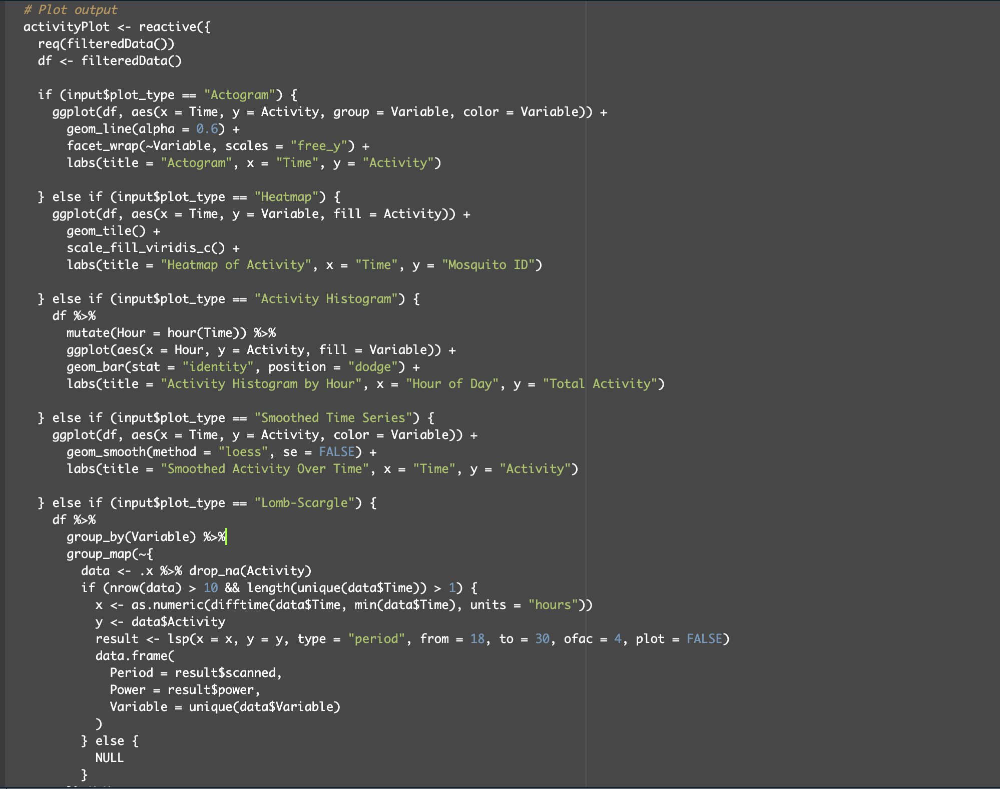 # Plot output
activityPlot <- reactive({
  req(filteredData())
  df <- filteredData()

  if (input$plot_type == "Actogram") {
    ggplot(df, aes(x = Time, y = Activity, group = Variable, color = Variable)) +
      geom_line(alpha = 0.6) +
      facet_wrap(~Variable, scales = "free_y") +
      labs(title = "Actogram", x = "Time", y = "Activity")

  } else if (input$plot_type == "Heatmap") {
    ggplot(df, aes(x = Time, y = Variable, fill = Activity)) +
      geom_tile() +
      scale_fill_viridis_c() +
      labs(title = "Heatmap of Activity", x = "Time", y = "Mosquito ID")

  } else if (input$plot_type == "Activity Histogram") {
    df %>%
      mutate(Hour = hour(Time)) %>%
      ggplot(aes(x = Hour, y = Activity, fill = Variable)) +
      geom_bar(stat = "identity", position = "dodge") +
      labs(title = "Activity Histogram by Hour", x = "Hour of Day", y = "Total Activity")

  } else if (input$plot_type == "Smoothed Time Series") {
    ggplot(df, aes(x = Time, y = Activity, color = Variable)) +
      geom_smooth(method = "loess", se = FALSE) +
      labs(title = "Smoothed Activity Over Time", x = "Time", y = "Activity")

  } else if (input$plot_type == "Lomb-Scargle") {
    df %>%
      group_by(Variable) %>%
      group_map(~{
        data <- .x %>% drop_na(Activity)
        if (nrow(data) > 10 && length(unique(data$Time)) > 1) {
          x <- as.numeric(difftime(data$Time, min(data$Time), units = "hours"))
          y <- data$Activity
          result <- lsp(x = x, y = y, type = "period", from = 18, to = 30, ofac = 4, plot = FALSE)
          data.frame(
            Period = result$scanned,
            Power = result$power,
            Variable = unique(data$Variable)
          )
        } else {
          NULL
        }